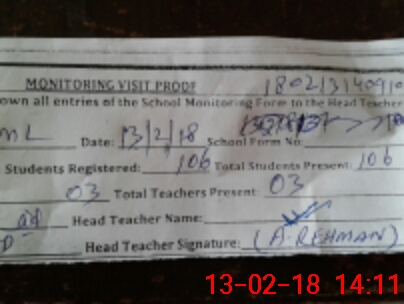 MONITORING VISIT PROOF 180213140910
own all entries of the School Monitoring Form to the Head Teacher
ML Date: 13/2/18 School Form No:
Students Registered: 106 Total Students Present: 106
03 Total Teachers Present: 03
ad Head Teacher Name:
D Head Teacher Signature: (A. REHMAN)
13-02-18 14:11